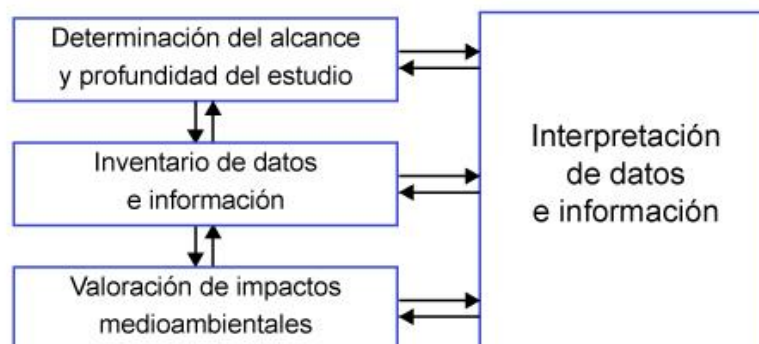 Determinación del alcance
y profundidad del estudio
Inventario de datos
e información
Valoración de impactos
medioambientales
Interpretación
de datos
e información